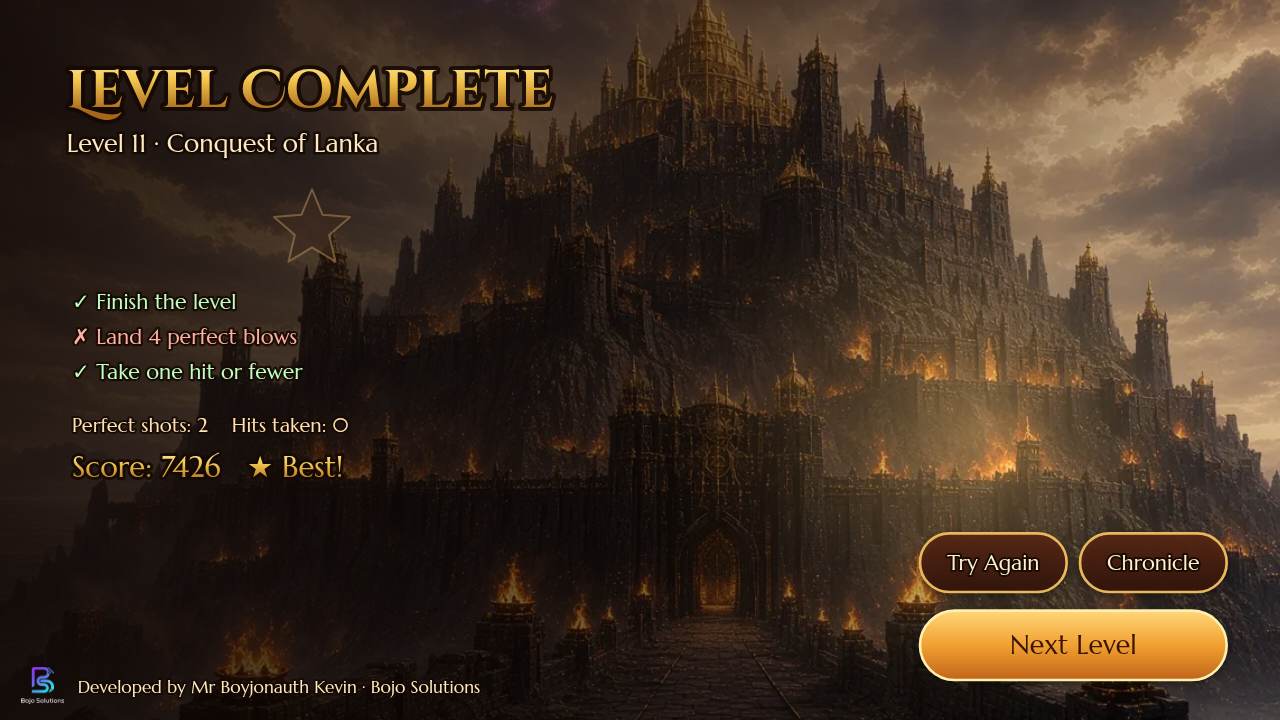 Level Complete
Level 11 · Conquest of Lanka
✓ Finish the level
✗ Land 4 perfect blows
✓ Take one hit or fewer
Perfect shots: 2 Hits taken: 0
Score: 7426 ★ Best!
Try Again
Chronicle
Next Level
Bojo Solutions
Developed by Mr Boyjonauth Kevin · Bojo Solutions